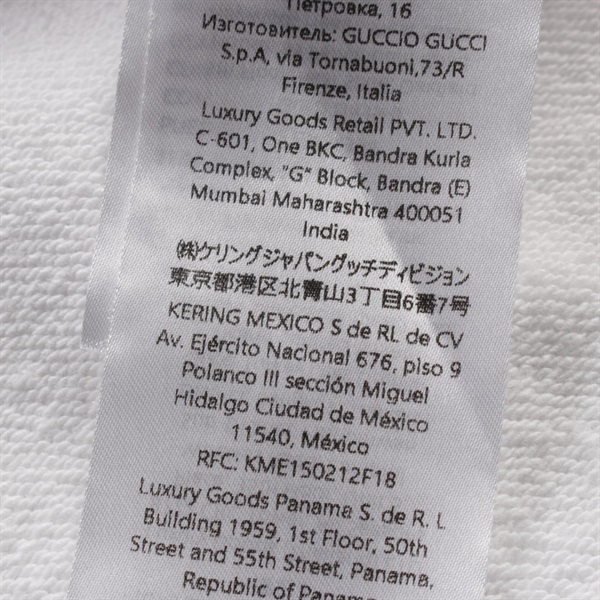 Петровка, 16
Изготовитель: GUCCIO GUCCI
S.p.A, via Tornabuoni,73/R
Firenze, Italia
Luxury Goods Retail PVT. LTD.
C-601, One BKC, Bandra Kurla
Complex, "G" Block, Bandra (E)
Mumbai Maharashtra 400051
India
(株)ケリングジャパングッチディビジョン
東京都港区北青山3丁目6番7号
KERING MEXICO S de RL de CV
Av. Ejército Nacional 676, piso 9
Polanco III sección Miguel
Hidalgo Ciudad de México
11540, México
RFC: KME150212F18
Luxury Goods Panama S. de R. L
Building 1959, 1st Floor, 50th
Street and 55th Street, Panama,
Republic of Panama